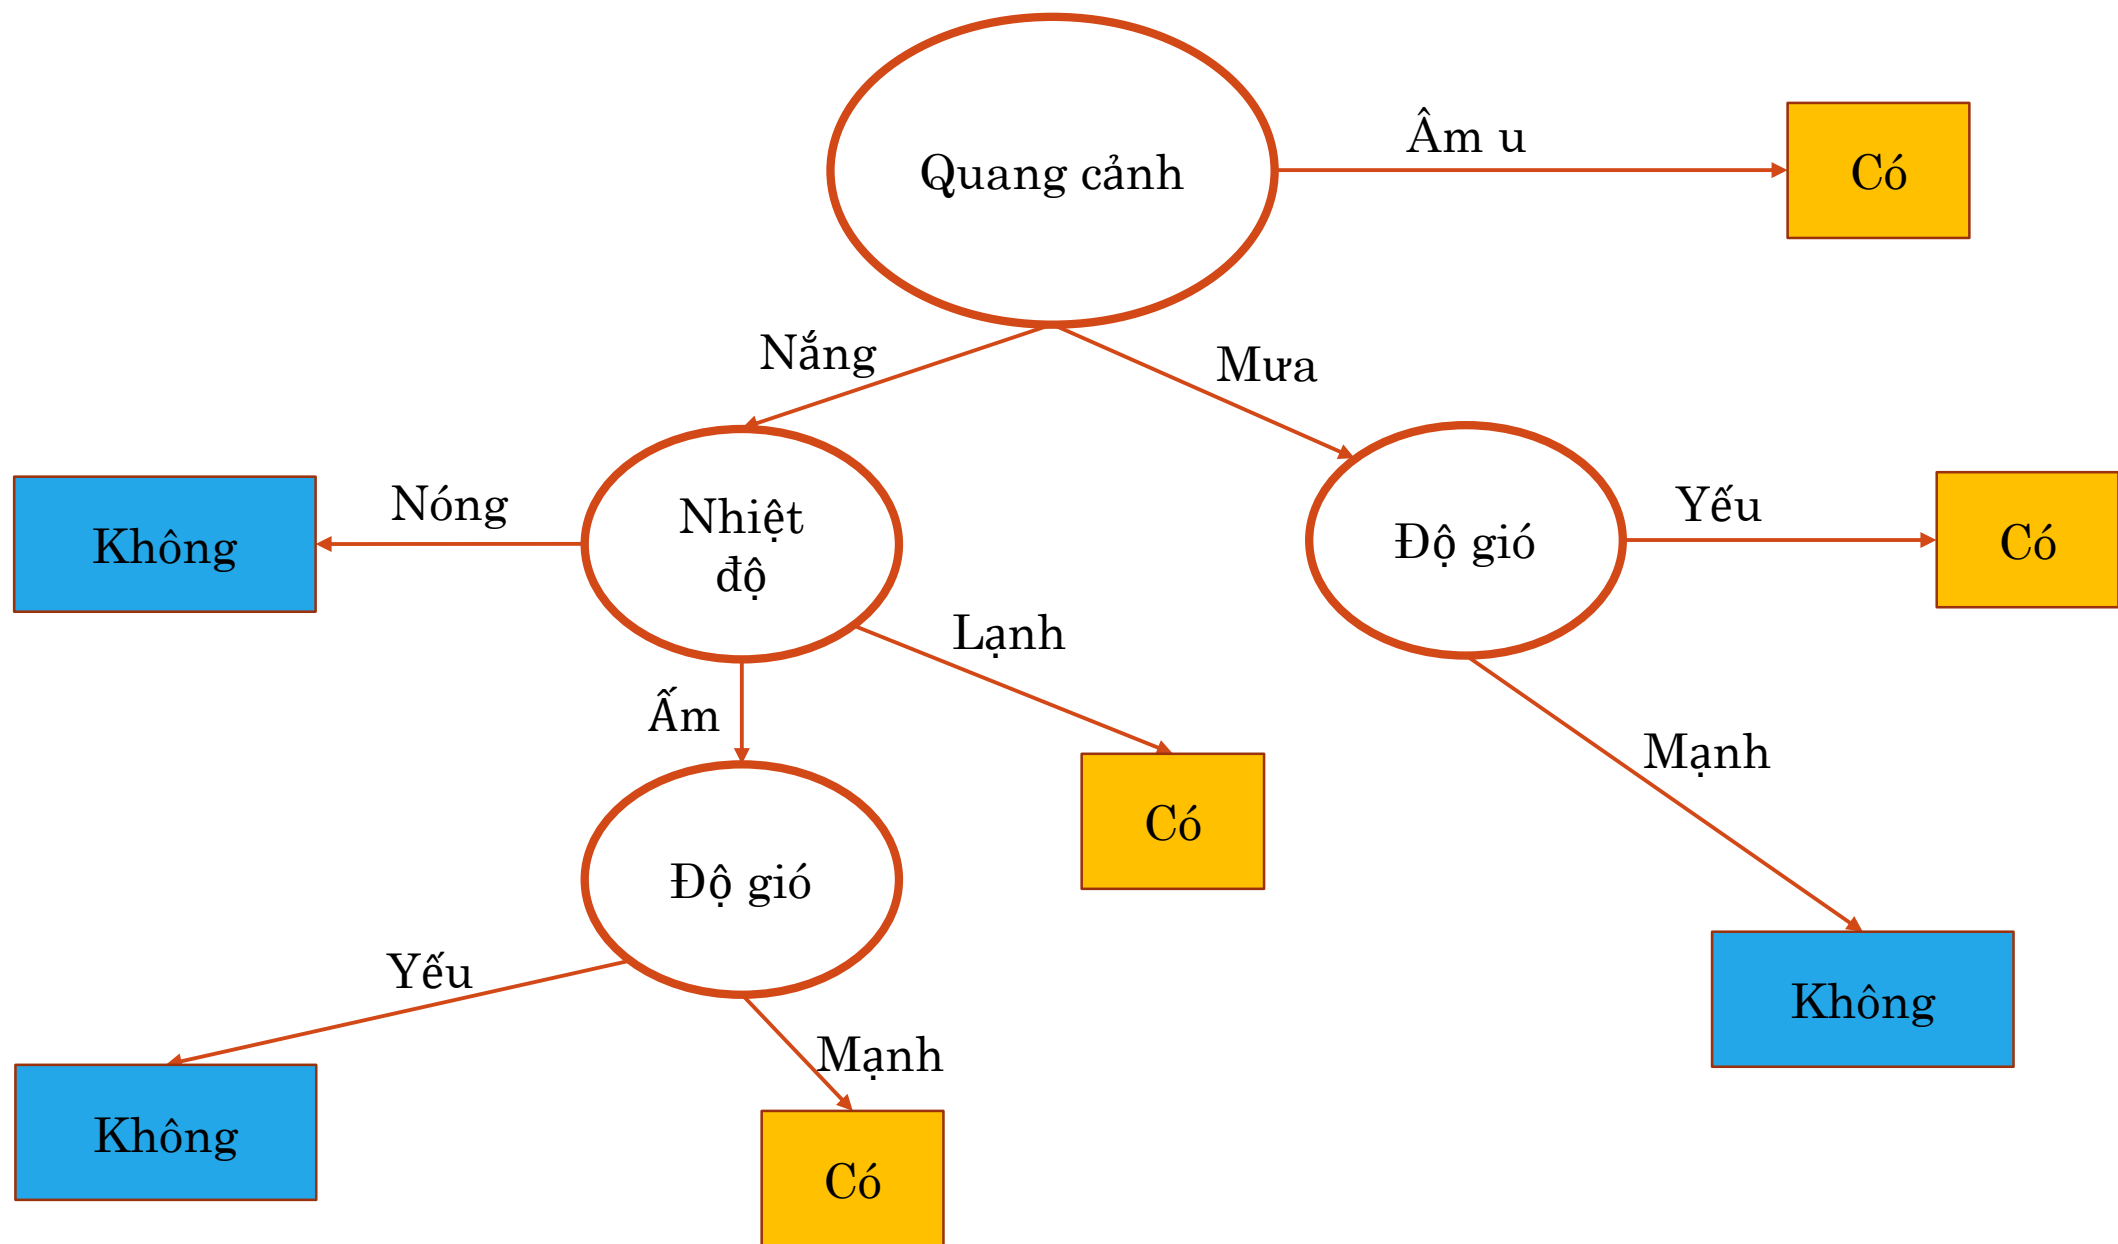 Quang cảnh
Âm u
Có
Nắng
Mưa
Không
Nóng
Nhiệt
độ
Độ gió
Yếu
Có
Lạnh
Ấm
Mạnh
Có
Độ gió
Yếu
Không
Mạnh
Không
Có